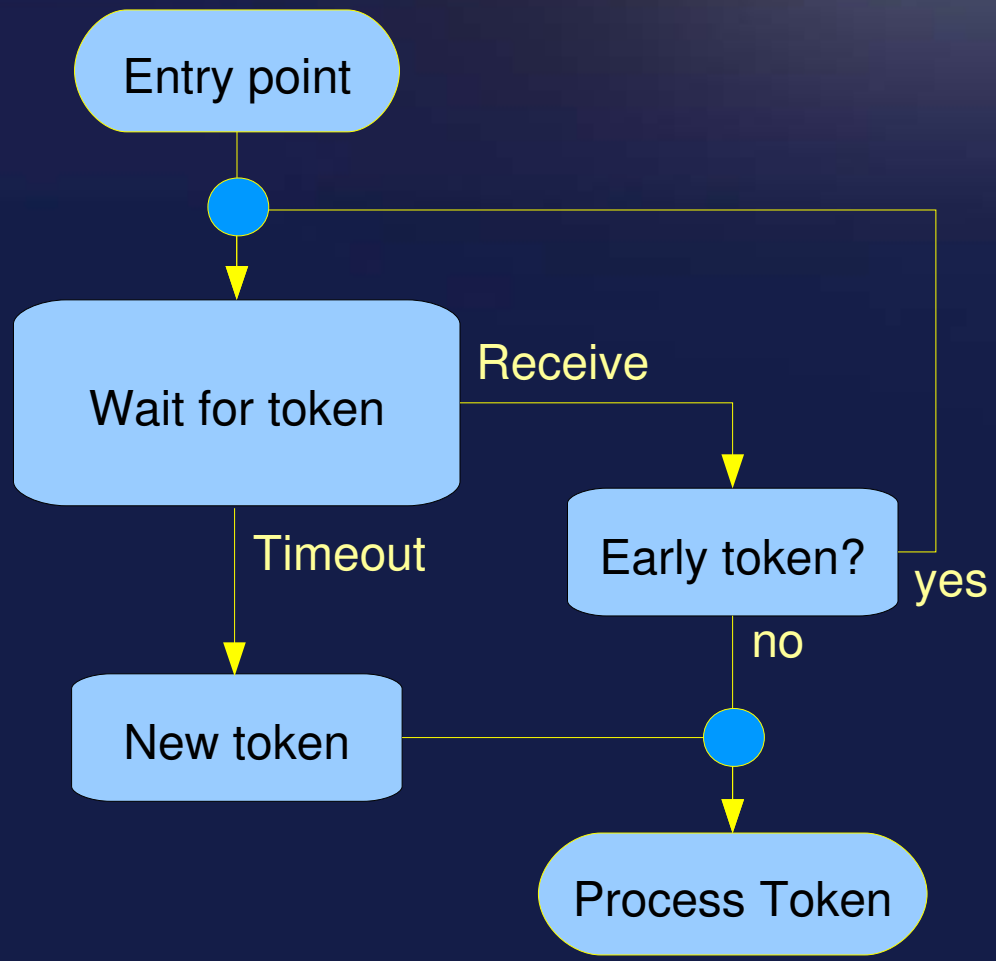 Entry point
Receive
Wait for token
Timeout
Early token?
yes
no
New token
Process Token